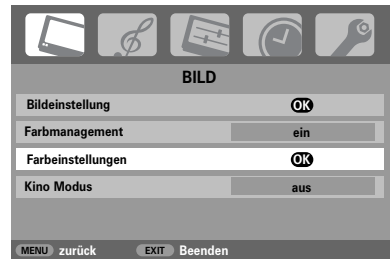 BILD
Bildeinstellung OK
Farbmanagement ein
Farbeinstellungen OK
Kino Modus aus
MENU zurück EXIT Beenden